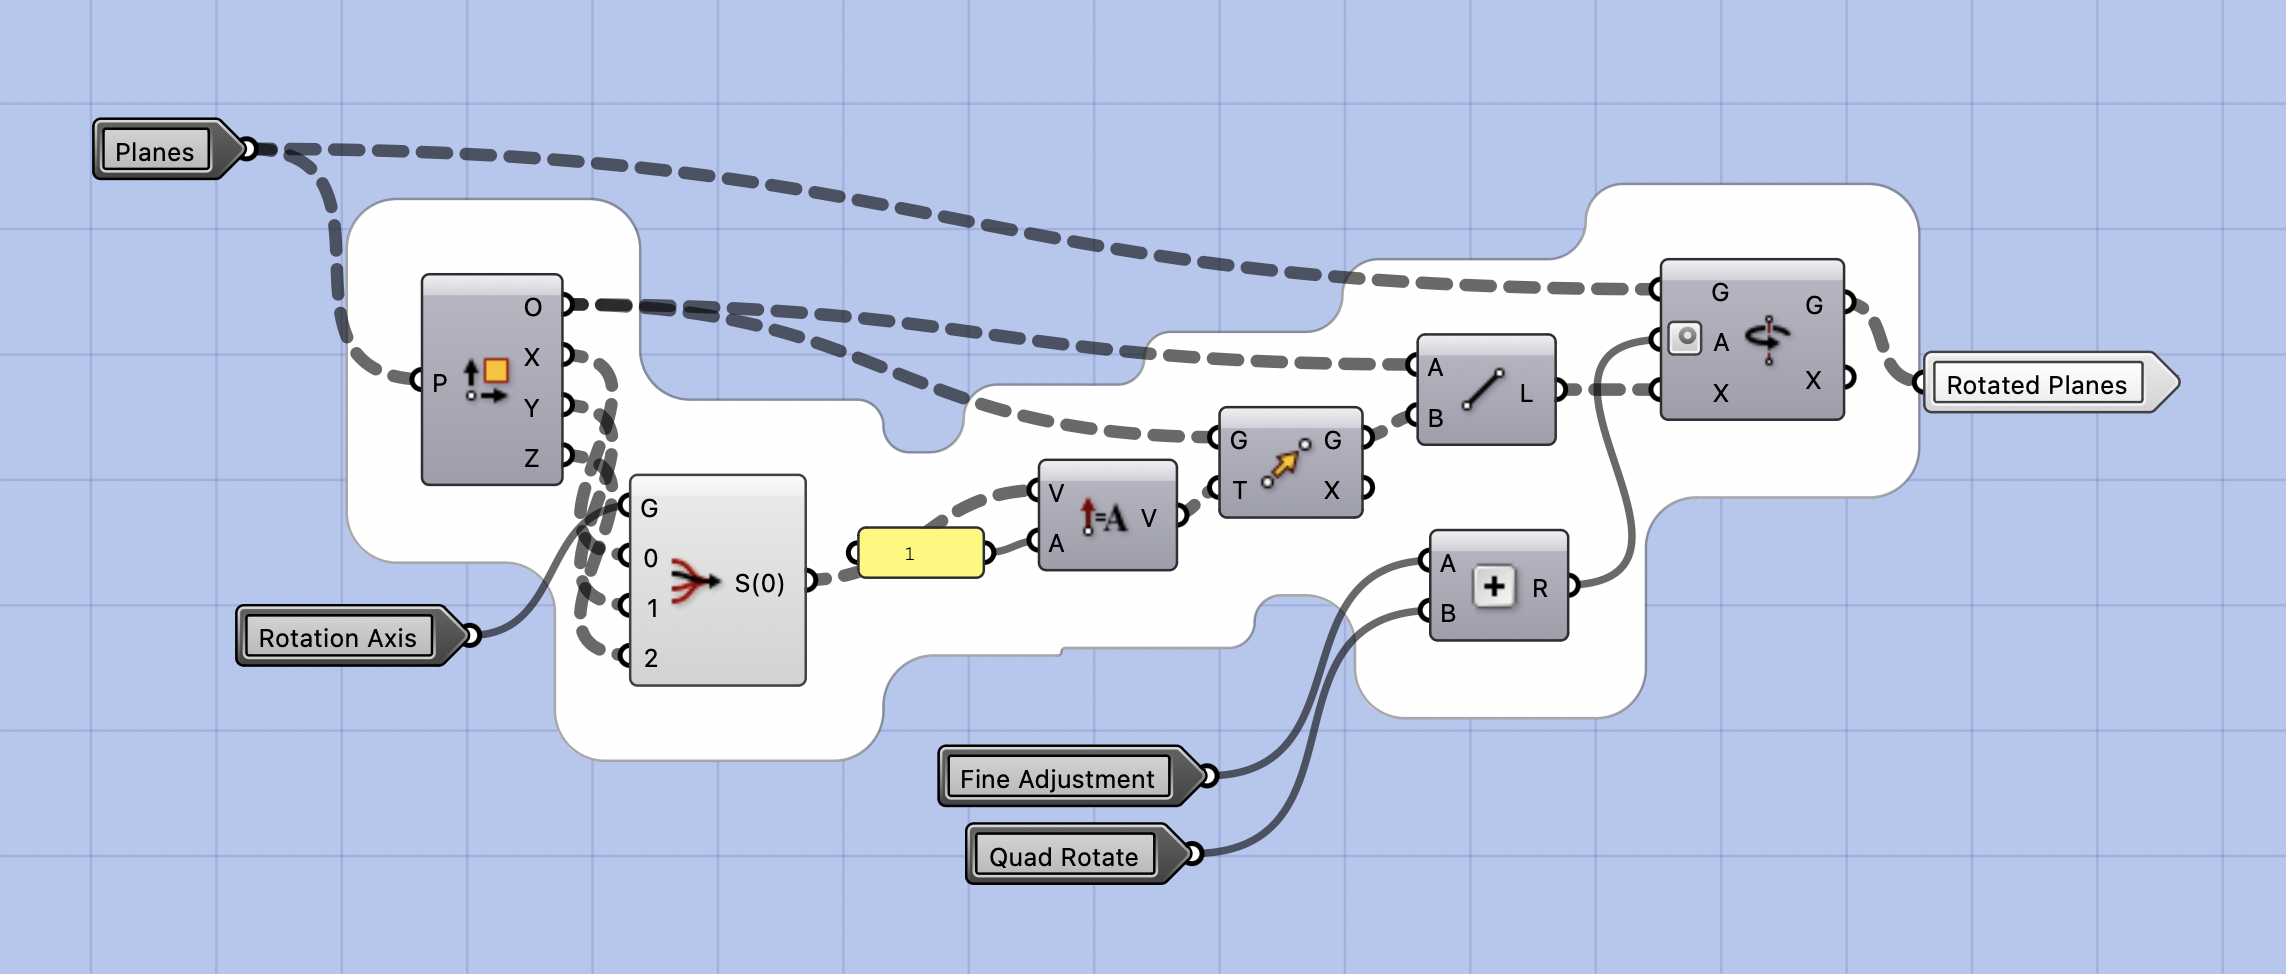 Planes
P
O
X
Y
Z
Rotation Axis
G
0
1
2
S(0)
1
V
A
=A
V
G
T
G
X
A
B
L
Fine Adjustment
Quad Rotate
A
B
+
R
G
A
X
G
X
Rotated Planes